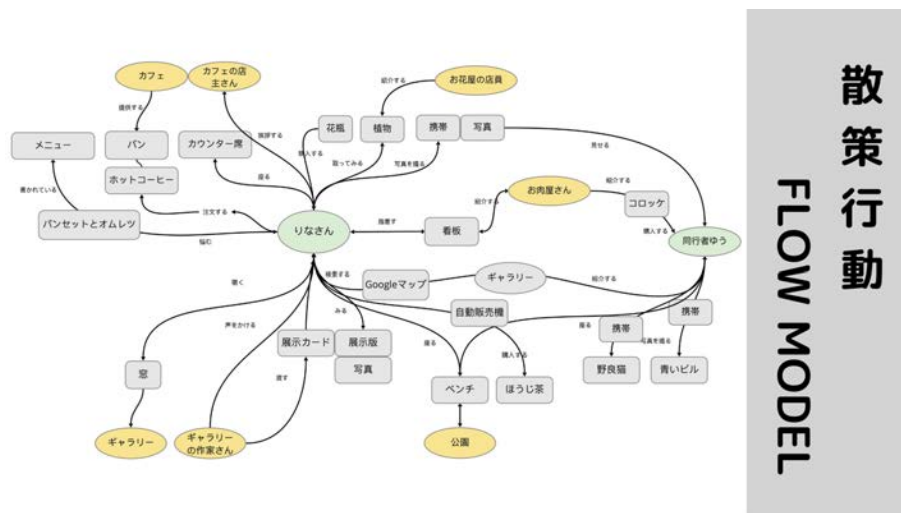 散策行動
FLOW MODEL
カフェ
カフェの店
主さん
お花屋の店員
提供する
紹介する
挨拶する
メニュー
パン
カウンター席
花瓶
植物
携帯
写真
見せる
購入する
取ってみる
写真を撮る
ホットコーヒー
座る
お肉屋さん
紹介する
書かれている
紹介する
コロッケ
パンセットとオムレツ
注文する
りなさん
指差す
看板
購入する
同行者ゆう
悩む
検索する
Googleマップ
ギャラリー
紹介する
覗く
みる
自動販売機
携帯
声をかける
展示カード
展示版
座る
座る
携帯
写真を撮る
窓
写真
購入する
渡す
ベンチ
ほうじ茶
野良猫
青いビル
ギャラリー
ギャラリー
の作家さん
公園